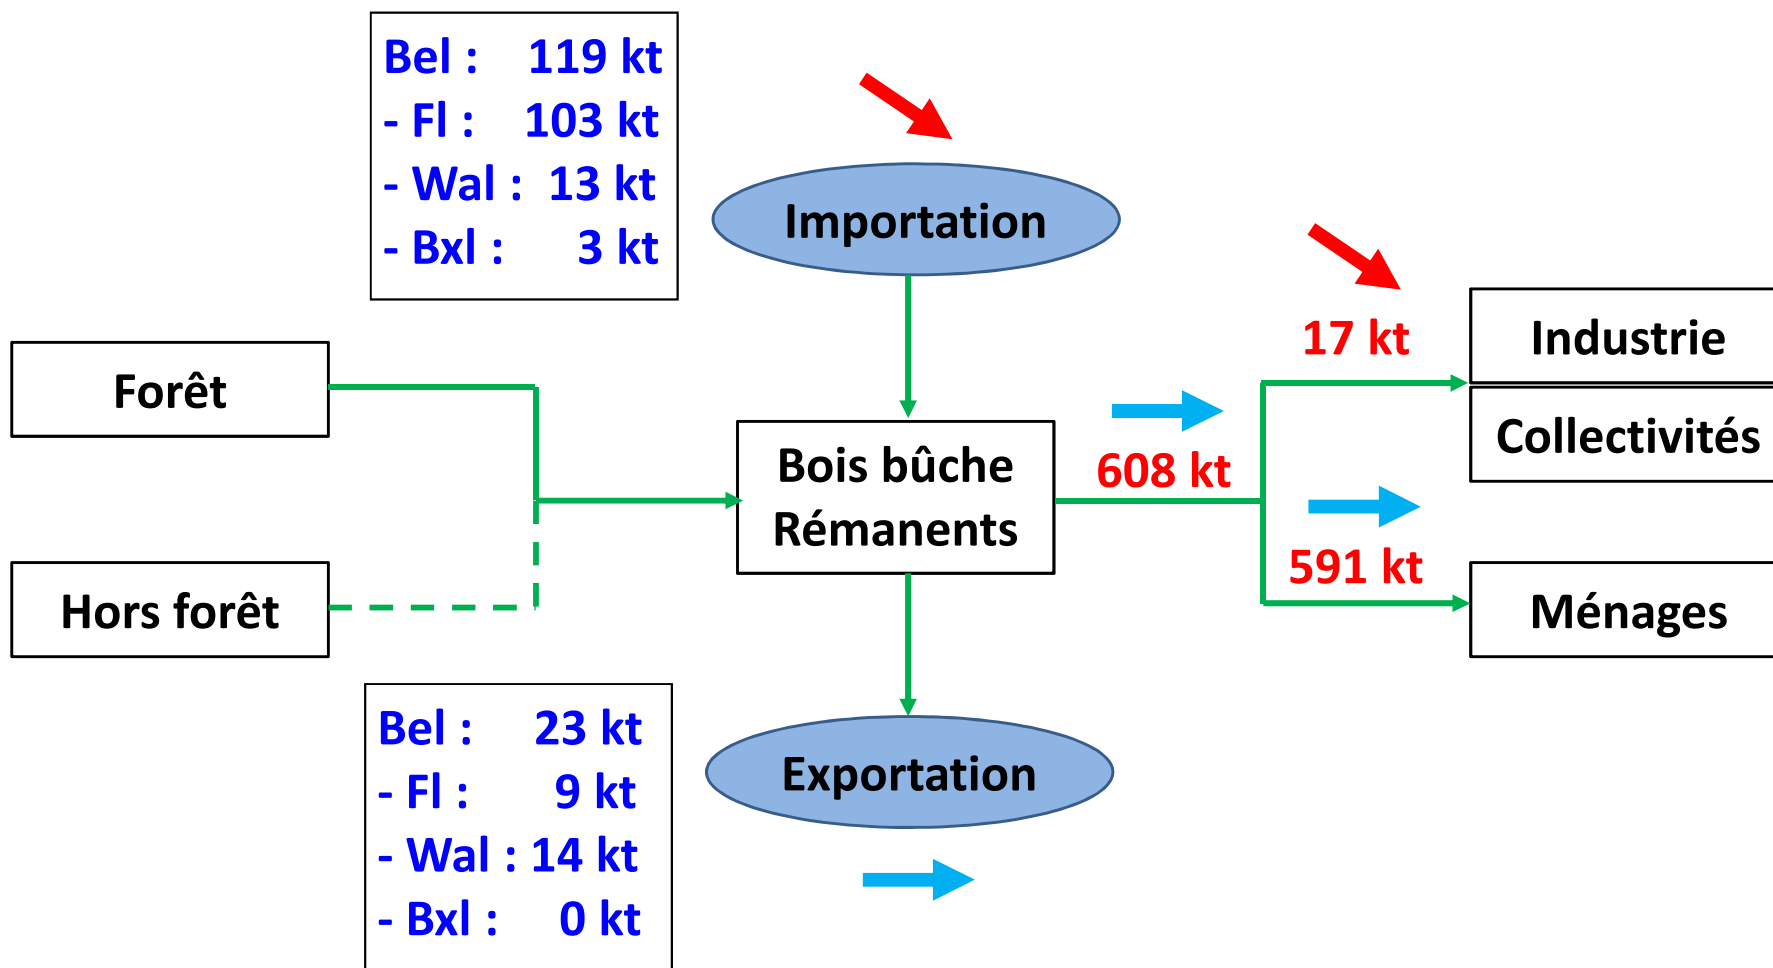 Bel : 119 kt
- Fl : 103 kt
- Wal : 13 kt
- Bxl : 3 kt
Importation
Forêt
Hors forêt
Bois bûche
Rémanents
608 kt
17 kt
591 kt
Industrie
Collectivités
Ménages
Bel : 23 kt
- Fl : 9 kt
- Wal : 14 kt
- Bxl : 0 kt
Exportation